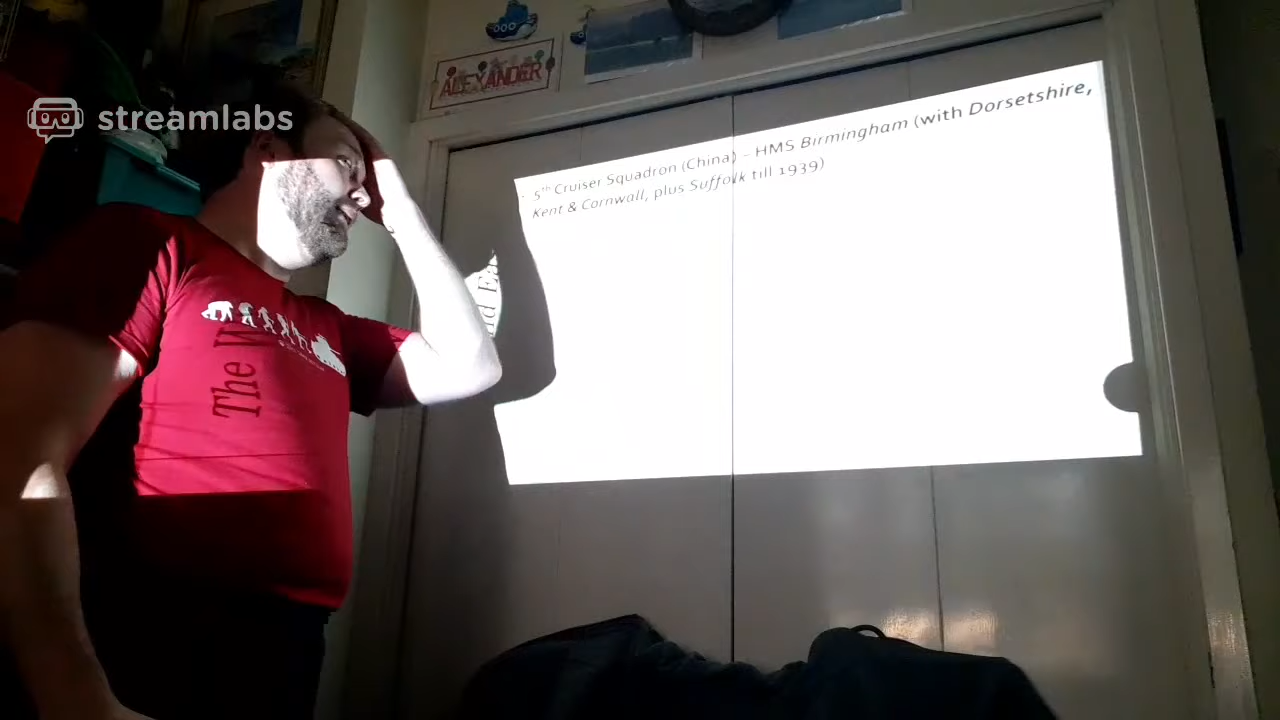 streamlabs
ALEXANDER
5th Cruiser Squadron (China) – HMS Birmingham (with Dorsetshire,
Kent & Cornwall, plus Suffolk till 1939)
The W